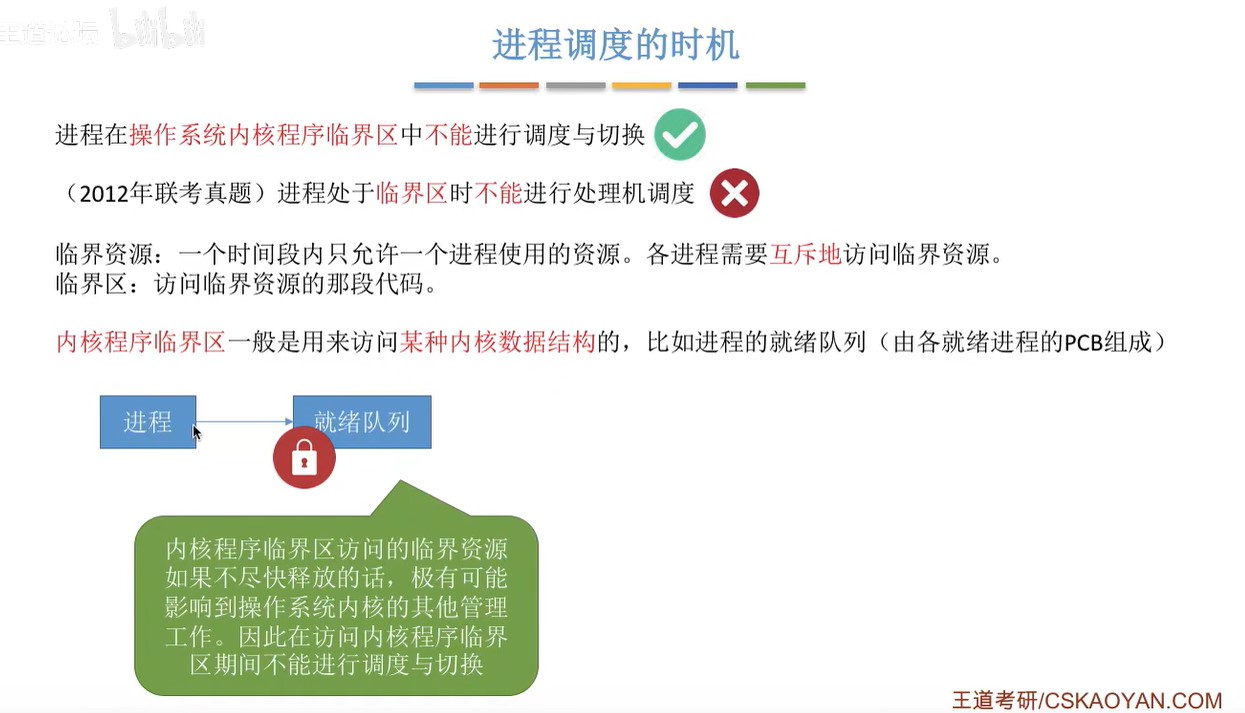 王道论坛 bilibili
进程调度的时机
进程在操作系统内核程序临界区中不能进行调度与切换
（2012年联考真题）进程处于临界区时不能进行处理机调度
临界资源：一个时间段内只允许一个进程使用的资源。各进程需要互斥地访问临界资源。
临界区：访问临界资源的那段代码。
内核程序临界区一般是用来访问某种内核数据结构的，比如进程的就绪队列（由各就绪进程的PCB组成）
进程
就绪队列
内核程序临界区访问的临界资源
如果不尽快释放的话，极有可能
影响到操作系统内核的其他管理
工作。因此在访问内核程序临界
区期间不能进行调度与切换
王道考研/CSKAOYAN.COM